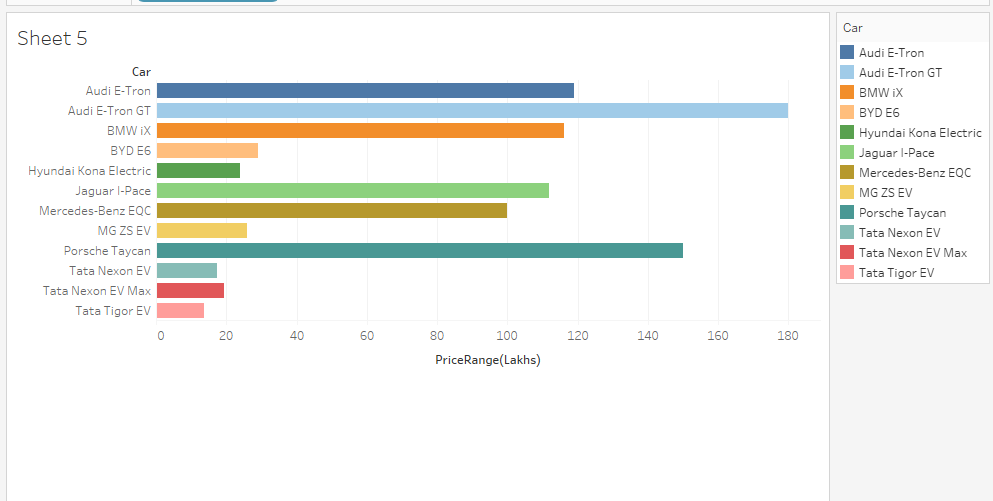 Sheet 5
Car
Audi E-Tron
Audi E-Tron GT
BMW iX
BYD E6
Hyundai Kona Electric
Jaguar I-Pace
Mercedes-Benz EQC
MG ZS EV
Porsche Taycan
Tata Nexon EV
Tata Nexon EV Max
Tata Tigor EV
0 20 40 60 80 100 120 140 160 180
PriceRange(Lakhs)
Car
Audi E-Tron
Audi E-Tron GT
BMW iX
BYD E6
Hyundai Kona Electric
Jaguar I-Pace
Mercedes-Benz EQC
MG ZS EV
Porsche Taycan
Tata Nexon EV
Tata Nexon EV Max
Tata Tigor EV